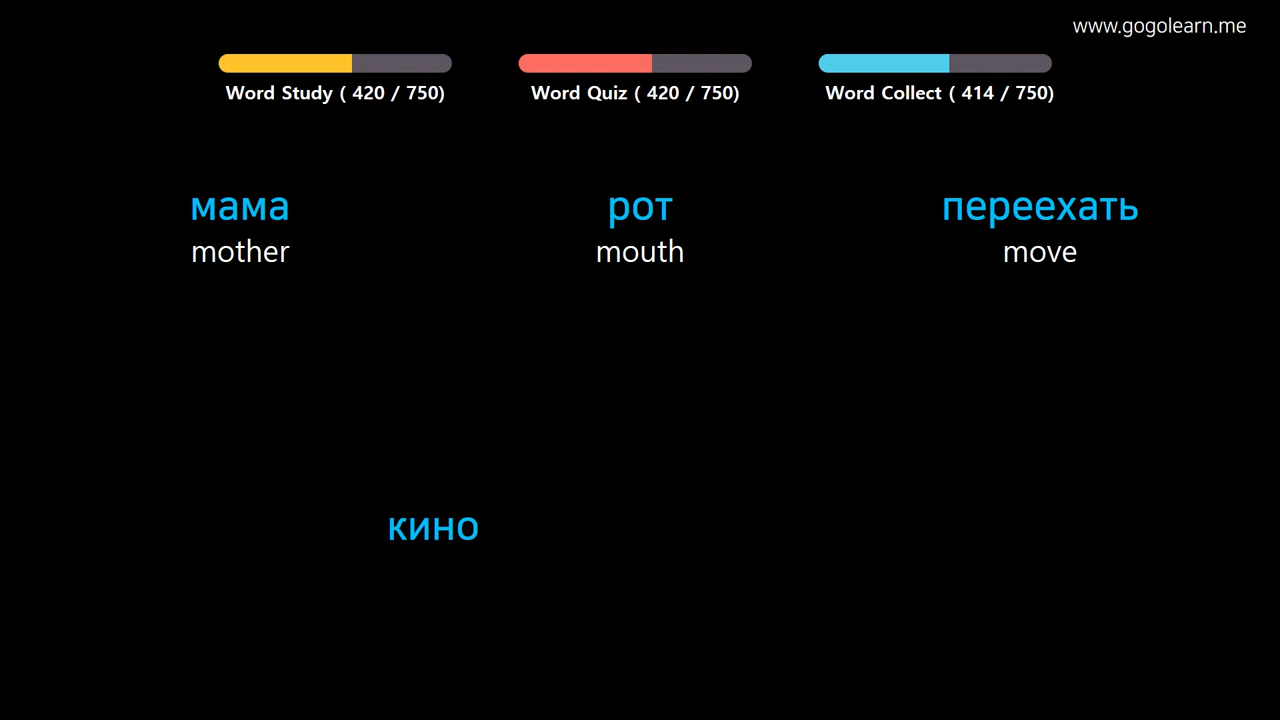 www.gogolearn.me
Word Study ( 420 / 750)
Word Quiz ( 420 / 750)
Word Collect ( 414 / 750)
мама
mother
рот
mouth
переехать
move
кино